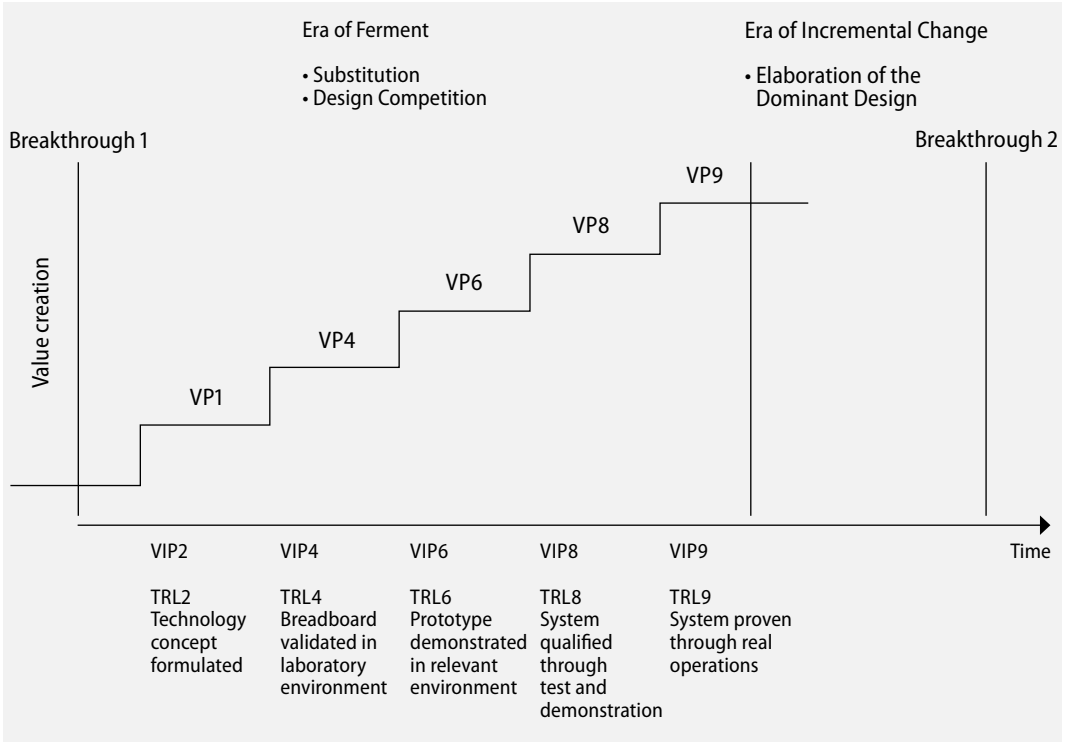 Era of Ferment
• Substitution
• Design Competition
Era of Incremental Change
• Elaboration of the
Dominant Design
Breakthrough 1
Breakthrough 2
Value creation
VP1
VP4
VP6
VP8
VP9
Time
VIP2
TRL2
Technology
concept
formulated
VIP4
TRL4
Breadboard
validated in
laboratory
environment
VIP6
TRL6
Prototype
demonstrated
in relevant
environment
VIP8
TRL8
System
qualified
through
test and
demonstration
VIP9
TRL9
System proven
through real
operations